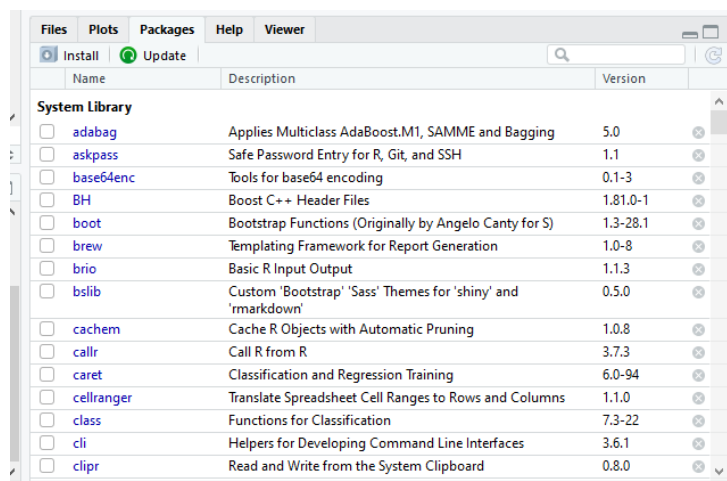 Files Plots Packages Help Viewer
Install Update
Name Description Version
System Library
adabag Applies Multiclass AdaBoost.M1, SAMME and Bagging 5.0
askpass Safe Password Entry for R, Git, and SSH 1.1
base64enc Tools for base64 encoding 0.1-3
BH Boost C++ Header Files 1.81.0-1
boot Bootstrap Functions (Originally by Angelo Canty for S) 1.3-28.1
brew Templating Framework for Report Generation 1.0-8
brio Basic R Input Output 1.1.3
bslib Custom 'Bootstrap' 'Sass' Themes for 'shiny' and 0.5.0
'rmarkdown'
cachem Cache R Objects with Automatic Pruning 1.0.8
callr Call R from R 3.7.3
caret Classification and Regression Training 6.0-94
cellranger Translate Spreadsheet Cell Ranges to Rows and Columns 1.1.0
class Functions for Classification 7.3-22
cli Helpers for Developing Command Line Interfaces 3.6.1
clipr Read and Write from the System Clipboard 0.8.0